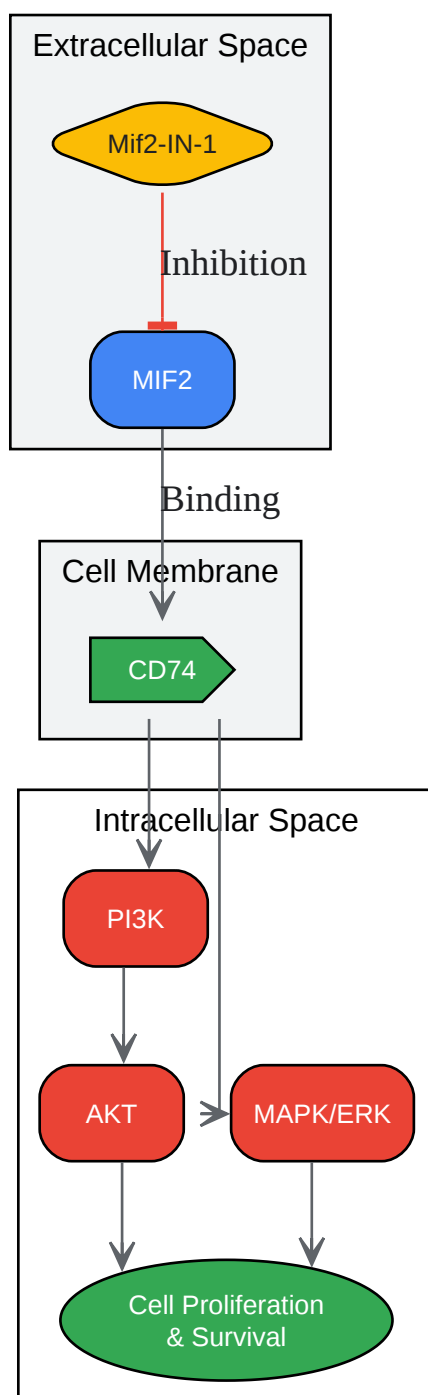 Extracellular Space
Mif2-IN-1
Inhibition
MIF2
Binding
Cell Membrane
CD74
Intracellular Space
PI3K
AKT
MAPK/ERK
Cell Proliferation
& Survival